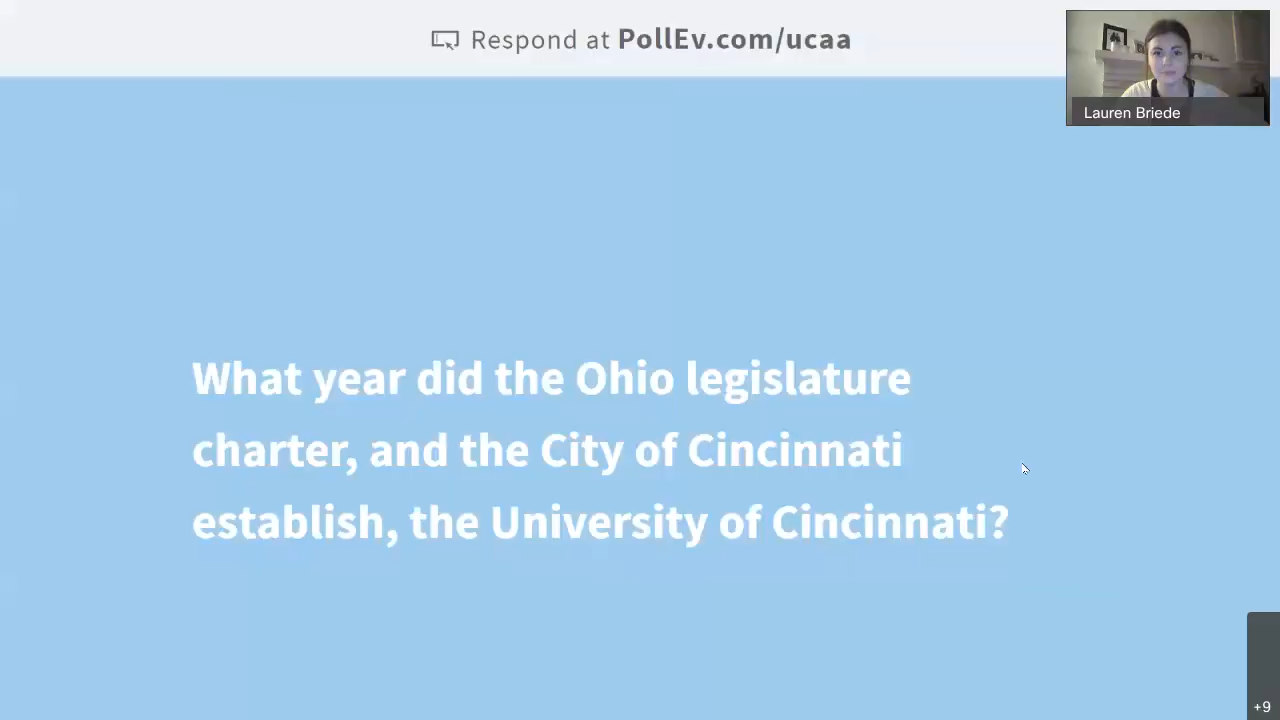 Respond at PollEv.com/ucaa
Lauren Briede
What year did the Ohio legislature
charter, and the City of Cincinnati
establish, the University of Cincinnati?
+9